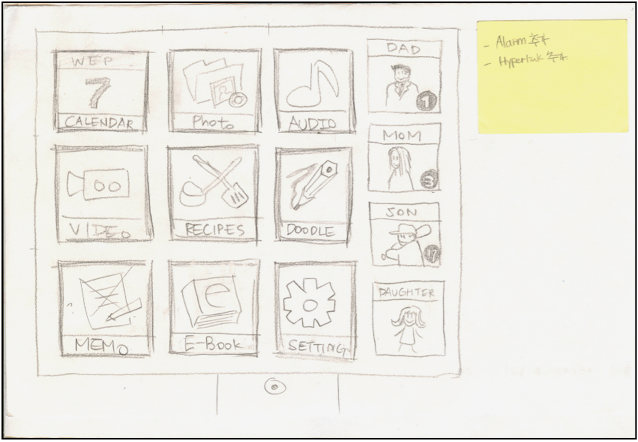 WED
7
CALENDAR
Photo
AUDIO
VIDEO
RECIPES
DOODLE
MEMO
e
E-Book
SETTING
DAD
1
MOM
3
SON
17
DAUGHTER
- Alarm 추가
- Hyperlink 추가